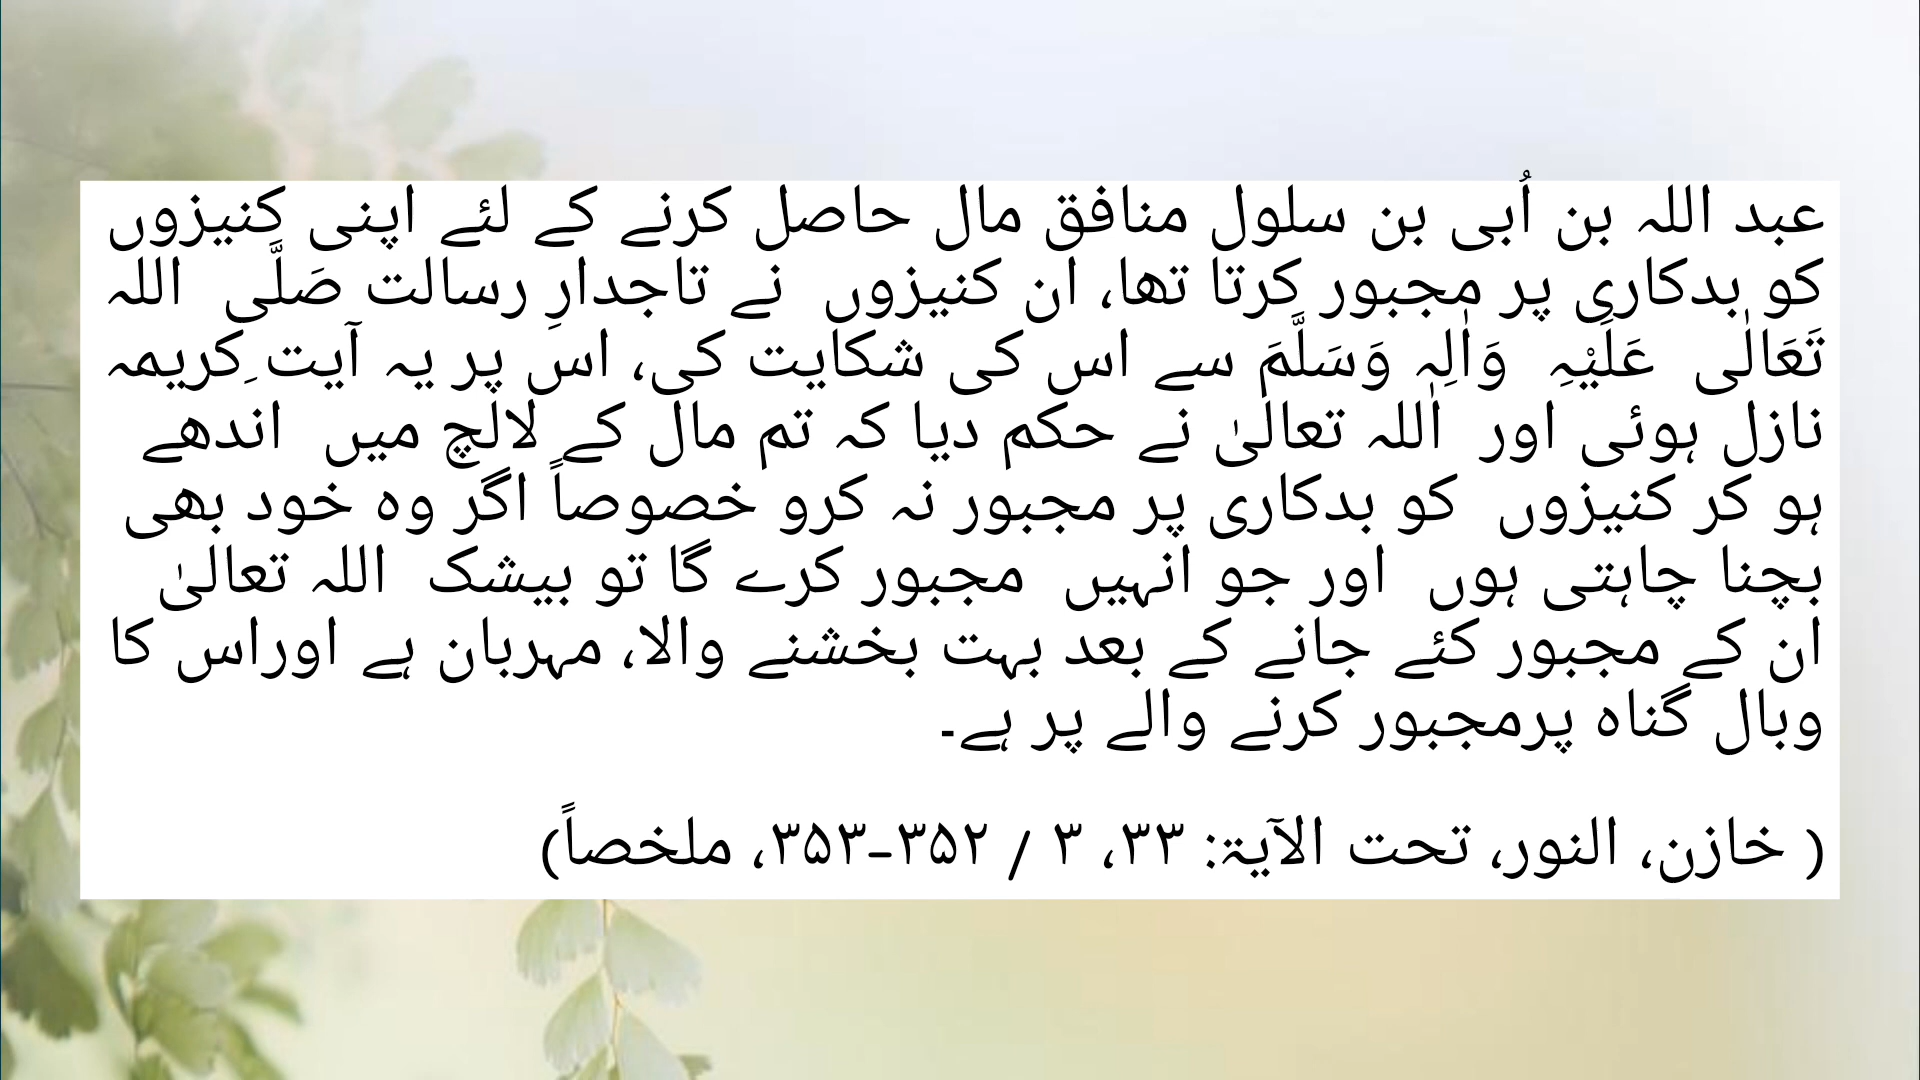 عبد اللہ بن اُبی بن سلول منافق مال حاصل کرنے کے لئے اپنی کنیزوں
کو بدکاری پر مجبور کرتا تھا، ان کنیزوں نے تاجدارِ رسالت صَلَّی اللہ
تَعَالٰی عَلَیْہِ وَاٰلِہٖ وَسَلَّمَ سے اس کی شکایت کی، اس پر یہ آیت ِکریمہ
نازل ہوئی اور اللہ تعالیٰ نے حکم دیا کہ تم مال کے لالچ میں اندھے
ہو کر کنیزوں کو بدکاری پر مجبور نہ کرو خصوصاً اگر وہ خود بھی
بچنا چاہتی ہوں اور جو انہیں مجبور کرے گا تو بیشک اللہ تعالیٰ
ان کے مجبور کئے جانے کے بعد بہت بخشنے والا، مہربان ہے اوراس کا
وبال گناہ پرمجبور کرنے والے پر ہے۔
( خازن، النور، تحت الآیۃ: ۳۳، ۳ / ۳۵۲-۳۵۳، ملخصاً)